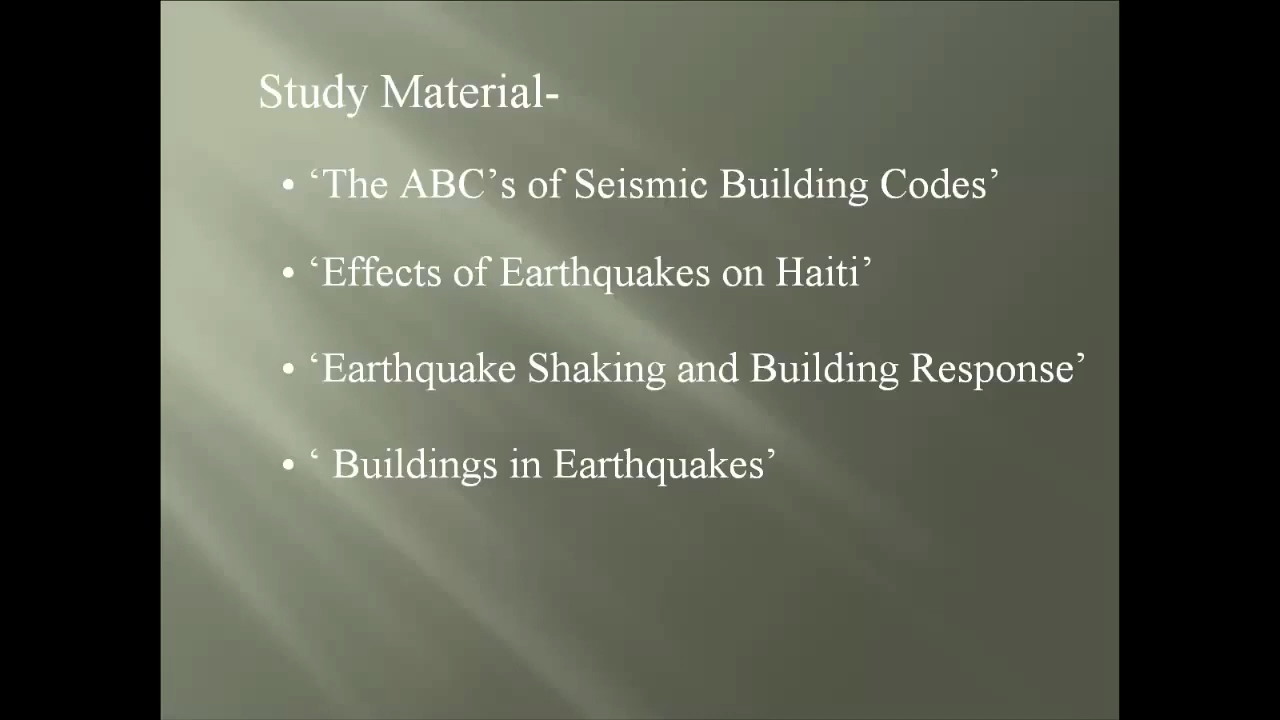 Study Material-
• ‘The ABC’s of Seismic Building Codes’
• ‘Effects of Earthquakes on Haiti’
• ‘Earthquake Shaking and Building Response’
• ‘ Buildings in Earthquakes’